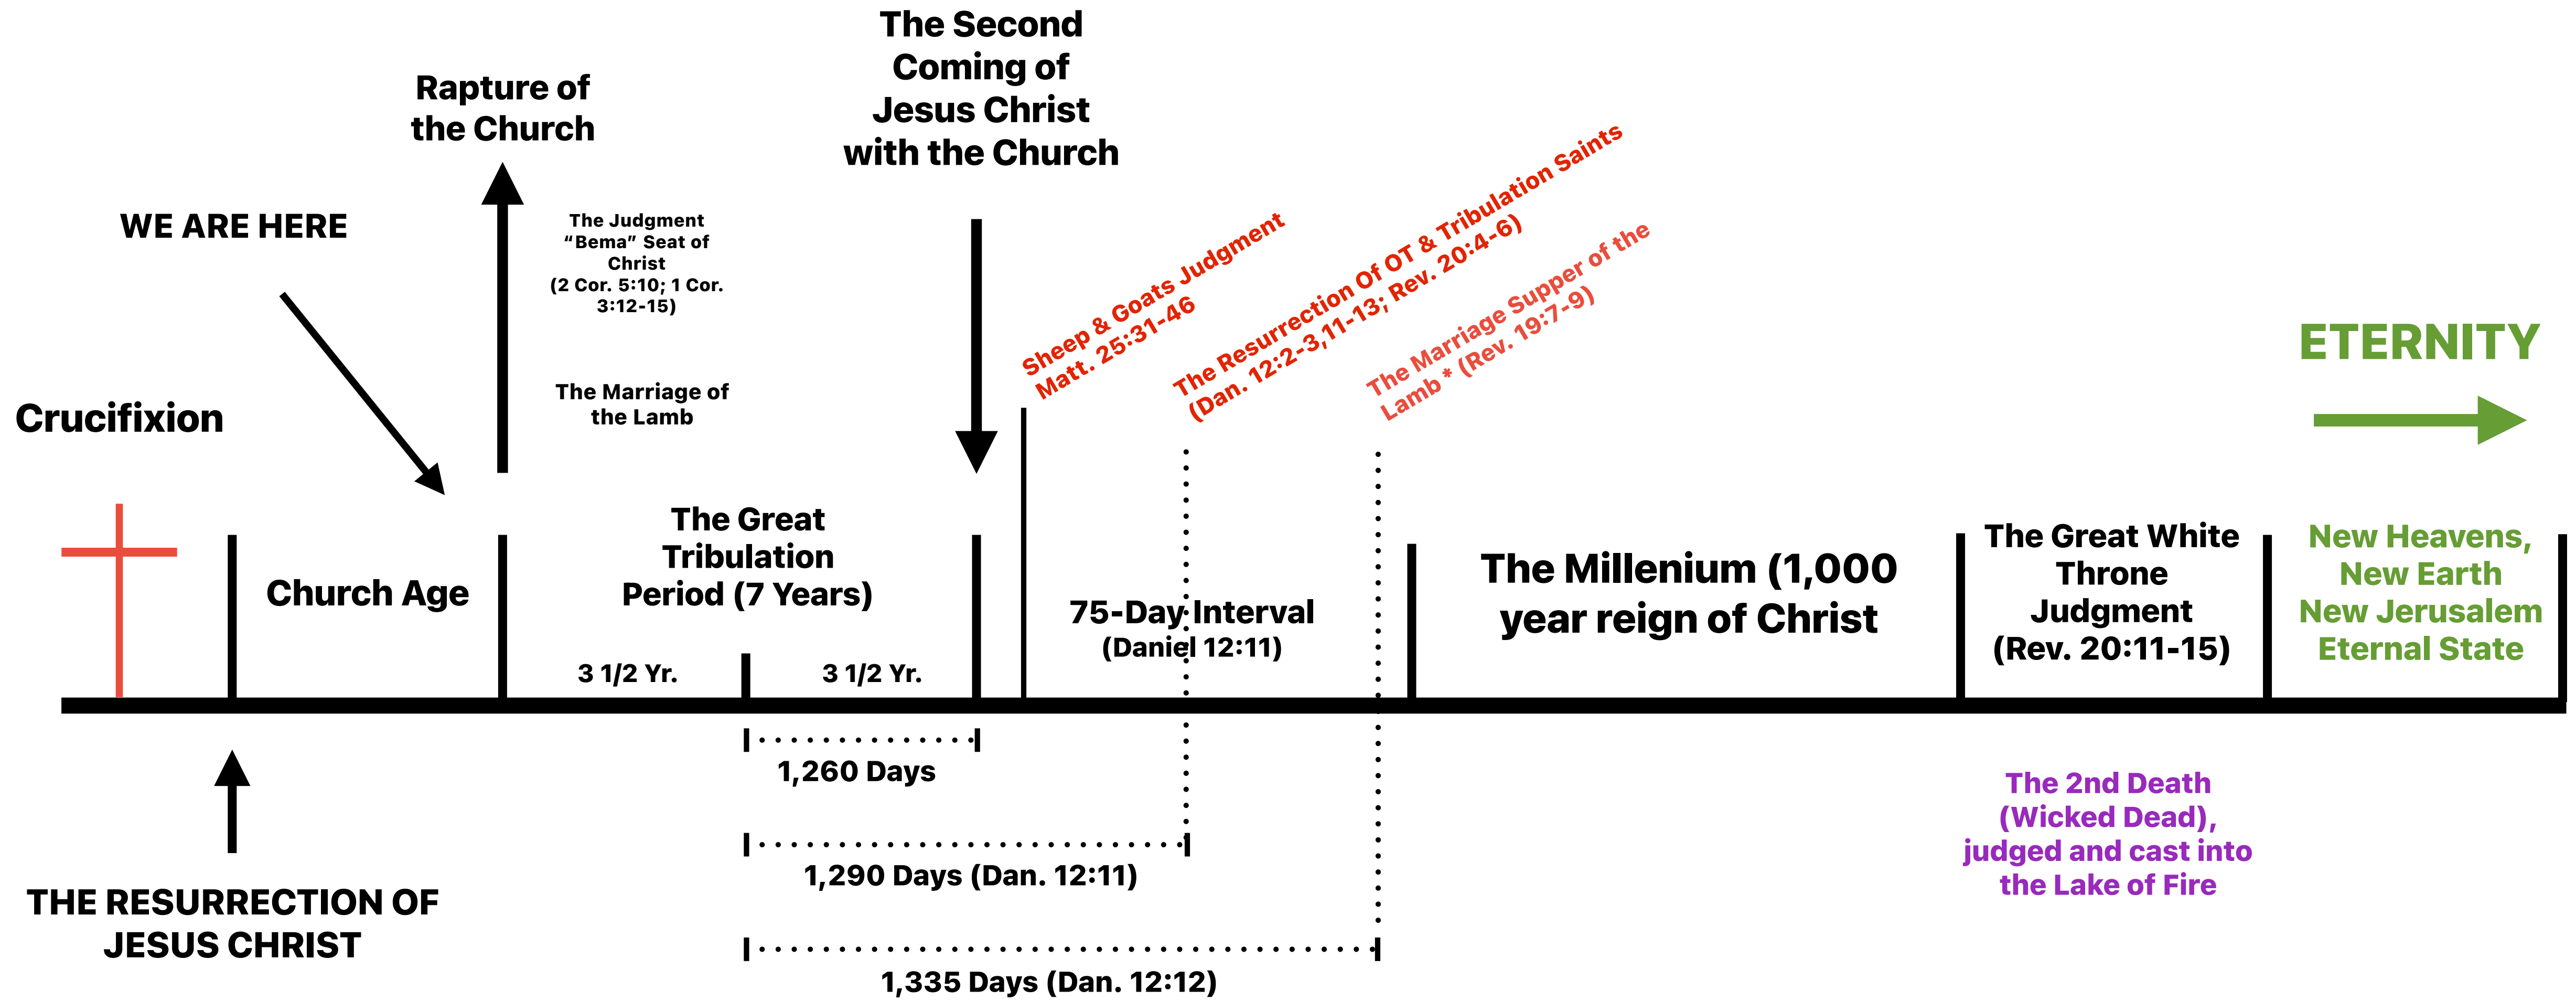 The Second
Coming of
Jesus Christ
with the Church
Rapture of
the Church
WE ARE HERE
The Judgment
“Bema” Seat of
Christ
(2 Cor. 5:10; 1 Cor.
3:12-15)
The Marriage of
the Lamb
Sheep & Goats Judgment
Matt. 25:31-46
The Resurrection Of OT & Tribulation Saints
(Dan. 12:2-3,11-13; Rev. 20:4-6)
The Marriage Supper of the
Lamb * (Rev. 19:7-9)
ETERNITY
Crucifixion
Church Age
The Great
Tribulation
Period (7 Years)
3 1/2 Yr.
3 1/2 Yr.
75-Day Interval
(Daniel 12:11)
The Millenium (1,000
year reign of Christ
The Great White
Throne
Judgment
(Rev. 20:11-15)
New Heavens,
New Earth
New Jerusalem
Eternal State
1,260 Days
1,290 Days (Dan. 12:11)
1,335 Days (Dan. 12:12)
THE RESURRECTION OF
JESUS CHRIST
The 2nd Death
(Wicked Dead),
judged and cast into
the Lake of Fire